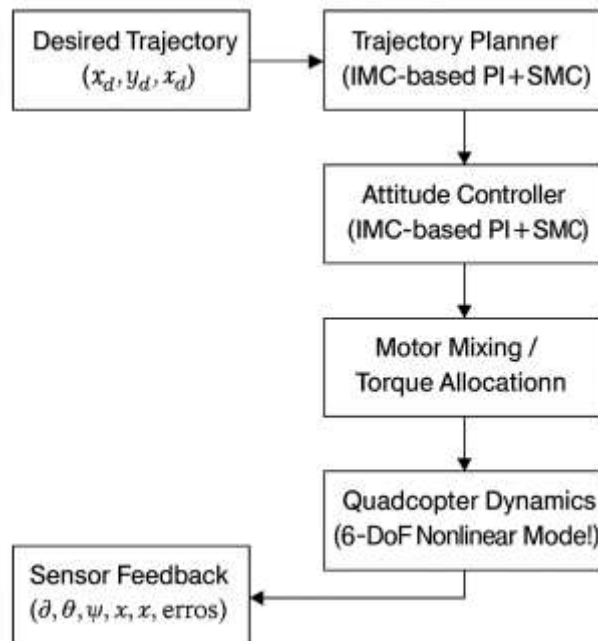 Desired Trajectory
(x_d, y_d, x_d)
Trajectory Planner
(IMC-based PI+SMC)
Attitude Controller
(IMC-based PI+SMC)
Motor Mixing /
Torque Allocationn
Quadcopter Dynamics
(6-DoF Nonlinear Mode!)
Sensor Feedback
(∂, θ, ψ, x, x, erros)